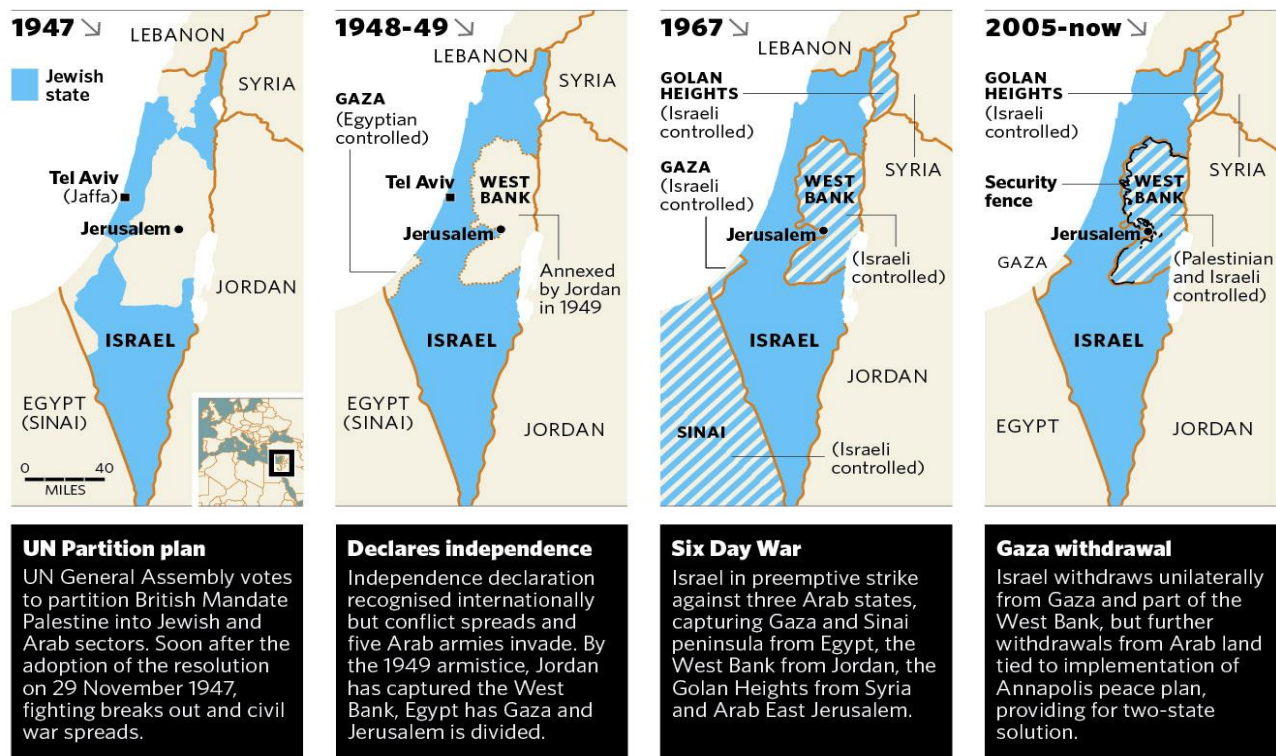 1947
LEBANON
Jewish
state
SYRIA
Tel Aviv
(Jaffa)
Jerusalem
JORDAN
ISRAEL
EGYPT
(SINAI)
0 40
MILES
UN Partition plan
UN General Assembly votes
to partition British Mandate
Palestine into Jewish and
Arab sectors. Soon after the
adoption of the resolution
on 29 November 1947,
fighting breaks out and civil
war spreads.
1948-49
LEBANON
SYRIA
GAZA
(Egyptian
controlled)
Tel Aviv
WEST
BANK
Jerusalem
Annexed
by Jordan
in 1949
ISRAEL
EGYPT
(SINAI)
JORDAN
Declares independence
Independence declaration
recognised internationally
but conflict spreads and
five Arab armies invade. By
the 1949 armistice, Jordan
has captured the West
Bank, Egypt has Gaza and
Jerusalem is divided.
1967
LEBANON
GOLAN
HEIGHTS
(Israeli
controlled)
SYRIA
GAZA
(Israeli
controlled)
WEST
BANK
Jerusalem
(Israeli
controlled)
ISRAEL
JORDAN
SINAI
(Israeli
controlled)
Six Day War
Israel in preemptive strike
against three Arab states,
capturing Gaza and Sinai
peninsula from Egypt, the
West Bank from Jordan, the
Golan Heights from Syria
and Arab East Jerusalem.
2005-now
LEBANON
GOLAN
HEIGHTS
(Israeli
controlled)
SYRIA
Security
fence
WEST
BANK
Jerusalem
GAZA
(Palestinian
and Israeli
controlled)
ISRAEL
EGYPT
JORDAN
Gaza withdrawal
Israel withdraws unilaterally
from Gaza and part of the
West Bank, but further
withdrawals from Arab land
tied to implementation of
Annapolis peace plan,
providing for two-state
solution.